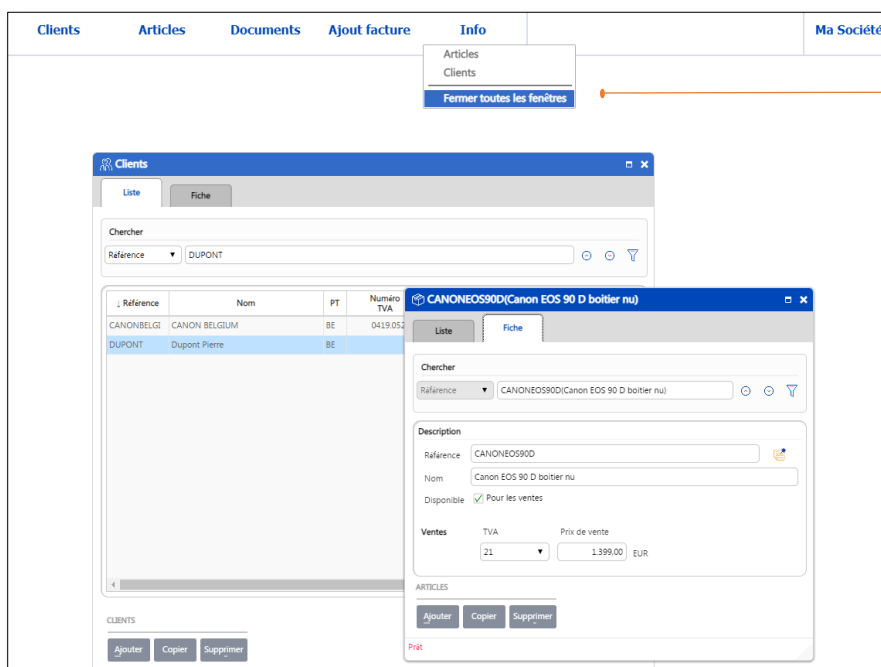 Clients Articles Documents Ajout facture Info Ma Société
Articles
Clients
Fermer toutes les fenêtres
Clients
Liste Fiche
Chercher
Référence DUPONT
↓ Référence Nom PT Numéro TVA
CANONBELGI CANON BELGIUM BE 0419.052
DUPONT Dupont Pierre BE
CLIENTS
Ajouter Copier Supprimer
CANONEOS90D(Canon EOS 90 D boitier nu)
Liste Fiche
Chercher
Référence CANONEOS90D(Canon EOS 90 D boitier nu)
Description
Référence CANONEOS90D
Nom Canon EOS 90 D boitier nu
Disponible Pour les ventes
Ventes TVA Prix de vente
21 1.399,00 EUR
ARTICLES
Ajouter Copier Supprimer
Prêt